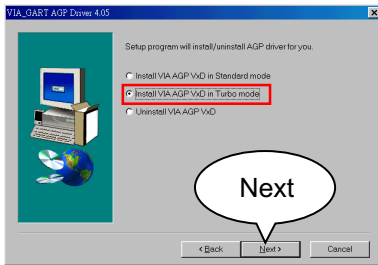 VIA_GART AGP Driver 4.05
Setup program will install/uninstall AGP driver for you.
Install VIA AGP VxD in Standard mode
Install VIA AGP VxD in Turbo mode
Uninstall VIA AGP VxD
Next
< Back
Next >
Cancel